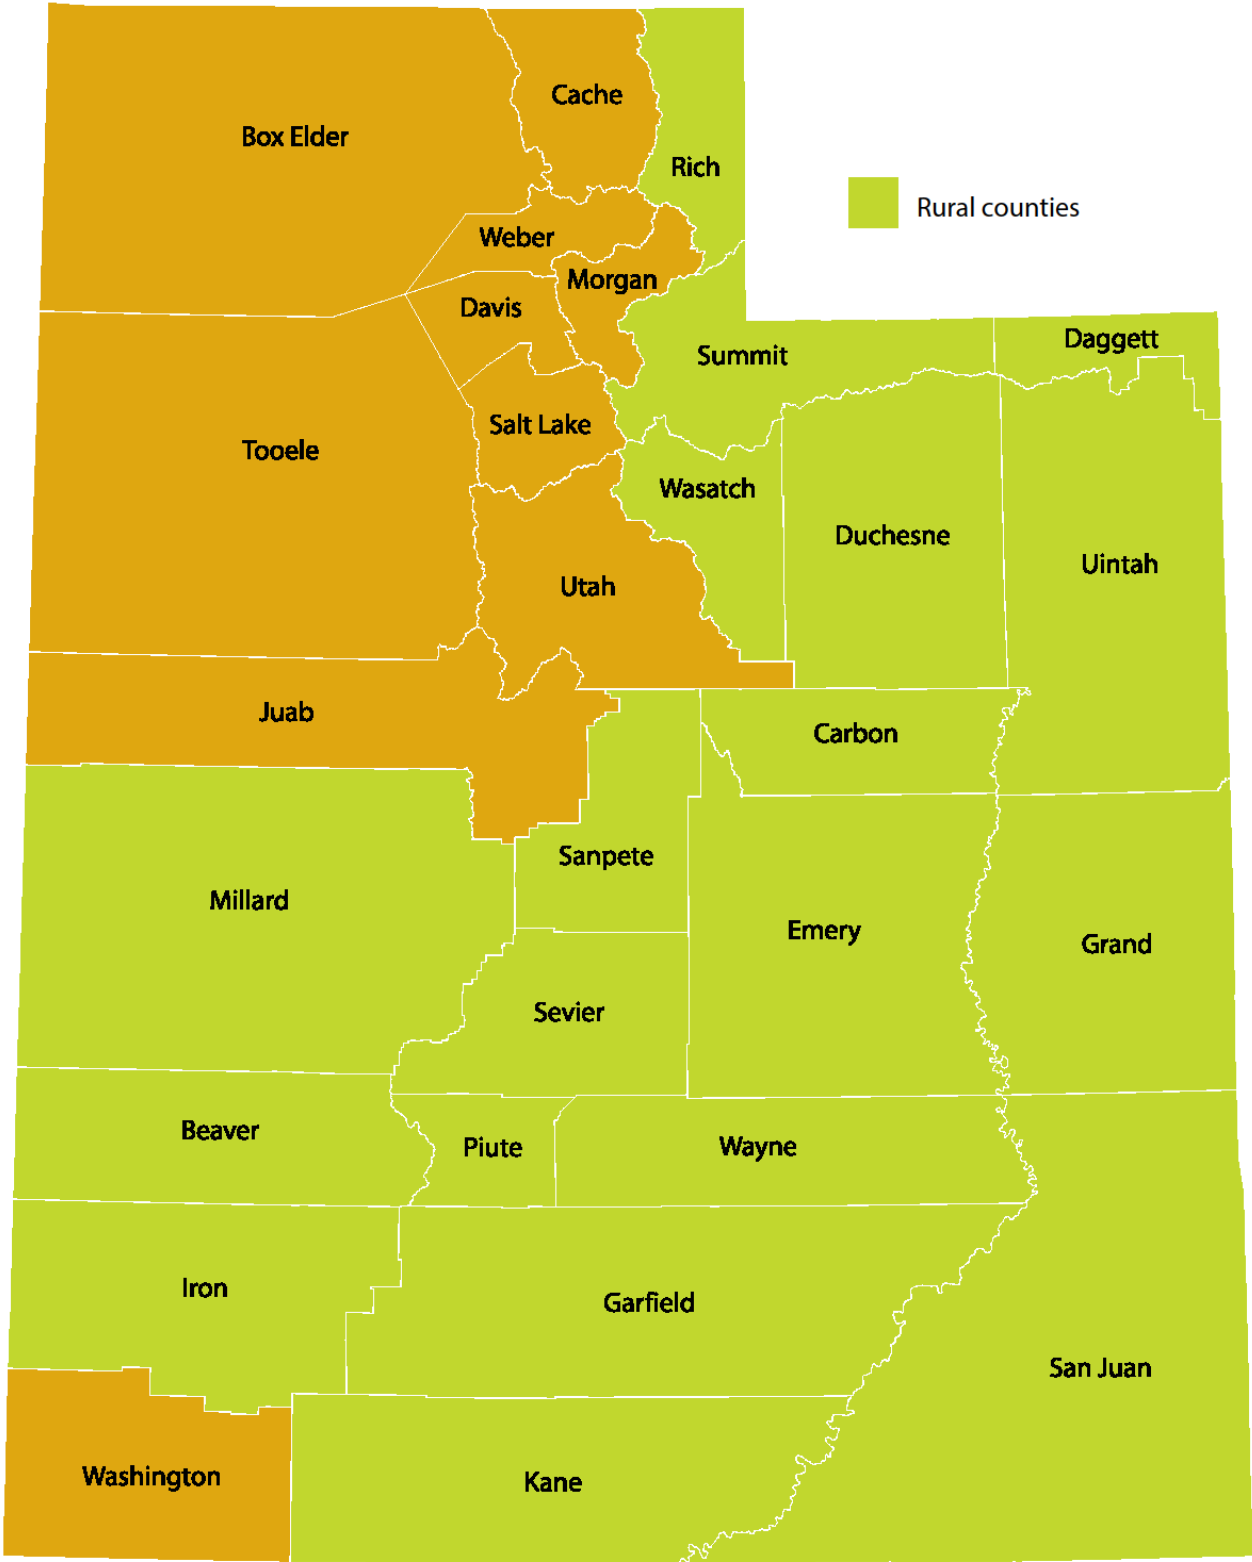 Cache
Box Elder
Rich
Rural counties
Weber
Morgan
Davis
Daggett
Summit
Salt Lake
Tooele
Wasatch
Duchesne
Uintah
Utah
Juab
Carbon
Sanpete
Millard
Emery
Grand
Sevier
Beaver
Piute
Wayne
Iron
Garfield
San Juan
Washington
Kane